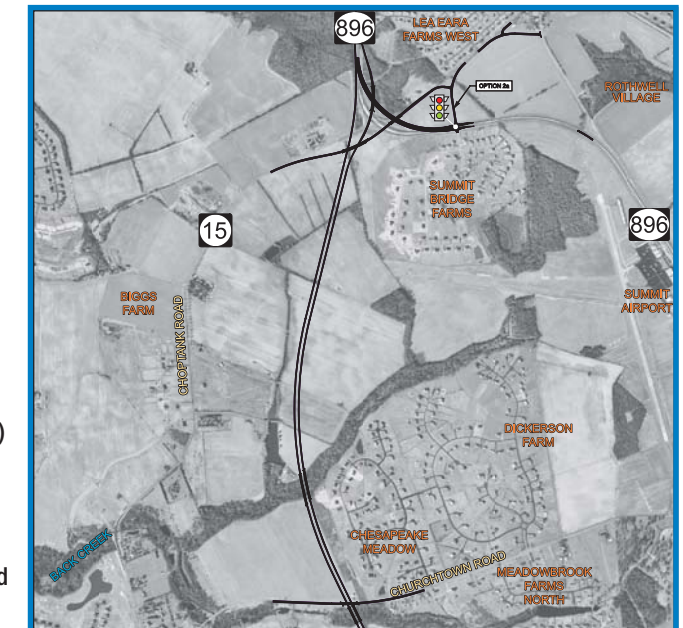 896
LEA EARA
FARMS WEST
OPTION 2a
ROTHWELL
VILLAGE
SUMMIT
BRIDGE
FARMS
15
896
BIGGS
FARM
SUMMIT
AIRPORT
CHOPTANK ROAD
)
DICKERSON
FARM
CHESAPEAKE
MEADOW
BACK CREEK
CHURCHTOWN ROAD
d
MEADOWBROOK
FARMS
NORTH